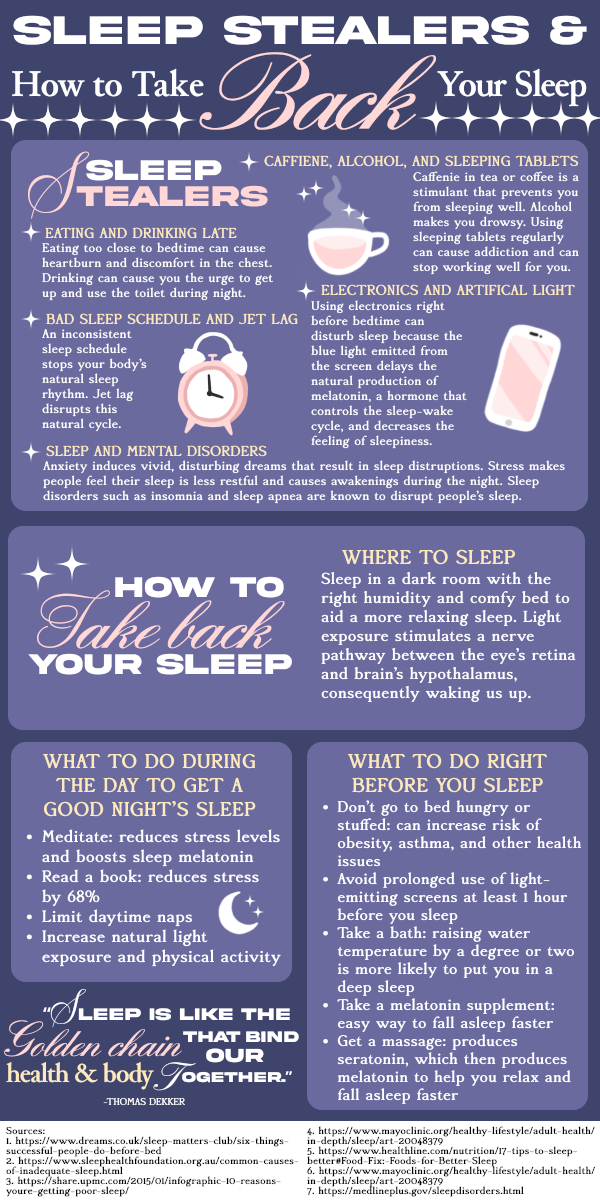 SLEEP STEALERS &
How to Take Back Your Sleep
SLEEP
STEALERS
EATING AND DRINKING LATE
Eating too close to bedtime can cause
heartburn and discomfort in the chest.
Drinking can cause you the urge to get
up and use the toilet during night.
BAD SLEEP SCHEDULE AND JET LAG
An inconsistent
sleep schedule
stops your body's
natural sleep
rhythm. Jet lag
disrupts this
natural cycle.
CAFFIENE, ALCOHOL, AND SLEEPING TABLETS
Caffenie in tea or coffee is a
stimulant that prevents you
from sleeping well. Alcohol
makes you drowsy. Using
sleeping tablets regularly
can cause addiction and can
stop working well for you.
ELECTRONICS AND ARTIFICAL LIGHT
Using electronics right
before bedtime can
disturb sleep because the
blue light emitted from
the screen delays the
natural production of
melatonin, a hormone that
controls the sleep-wake
cycle, and decreases the
feeling of sleepiness.
SLEEP AND MENTAL DISORDERS
Anxiety induces vivid, disturbing dreams that result in sleep distruptions. Stress makes
people feel their sleep is less restful and causes awakenings during the night. Sleep
disorders such as insomnia and sleep apnea are known to disrupt people's sleep.
HOW TO
Take back
YOUR SLEEP
WHERE TO SLEEP
Sleep in a dark room with the
right humidity and comfy bed to
aid a more relaxing sleep. Light
exposure stimulates a nerve
pathway between the eye's retina
and brain's hypothalamus,
consequently waking us up.
WHAT TO DO DURING
THE DAY TO GET A
GOOD NIGHT'S SLEEP
• Meditate: reduces stress levels
and boosts sleep melatonin
• Read a book: reduces stress
by 68%
• Limit daytime naps
• Increase natural light
exposure and physical activity
"SLEEP IS LIKE THE
Golden chain THAT BIND
OUR
health & body TOGETHER."
-THOMAS DEKKER
WHAT TO DO RIGHT
BEFORE YOU SLEEP
• Don't go to bed hungry or
stuffed: can increase risk of
obesity, asthma, and other health
issues
• Avoid prolonged use of light-
emitting screens at least 1 hour
before you sleep
• Take a bath: raising water
temperature by a degree or two
is more likely to put you in a
deep sleep
• Take a melatonin supplement:
easy way to fall asleep faster
• Get a massage: produces
seratonin, which then produces
melatonin to help you relax and
fall asleep faster
Sources:
1. https://www.dreams.co.uk/sleep-matters-club/six-things-
successful-people-do-before-bed
2. https://www.sleephealthfoundation.org.au/common-causes-
of-inadequate-sleep.html
3. https://share.upmc.com/2015/01/infographic-10-reasons-
youre-getting-poor-sleep/
4. https://www.mayoclinic.org/healthy-lifestyle/adult-health/
in-depth/sleep/art-20048379
5. https://www.healthline.com/nutrition/17-tips-to-sleep-
better#Food-Fix:-Foods-for-Better-Sleep
6. https://www.mayoclinic.org/healthy-lifestyle/adult-health/
in-depth/sleep/art-20048379
7. https://medlineplus.gov/sleepdisorders.html